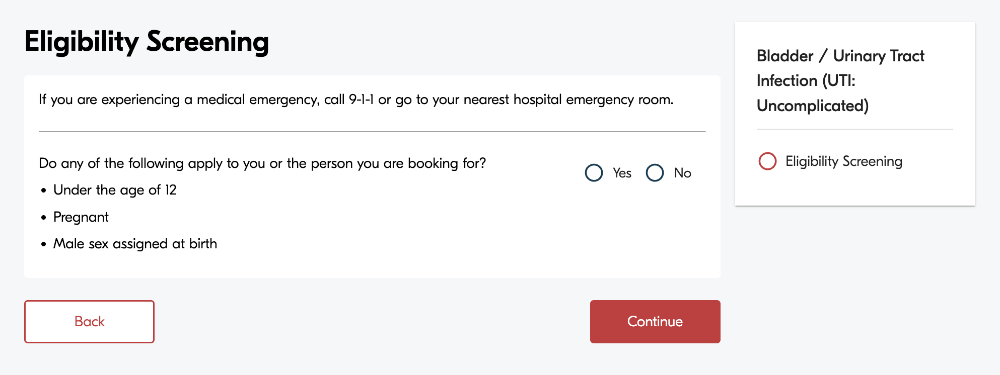 Eligibility Screening
If you are experiencing a medical emergency, call 9-1-1 or go to your nearest hospital emergency room.
Do any of the following apply to you or the person you are booking for?
Yes
No
• Under the age of 12
• Pregnant
• Male sex assigned at birth
Back
Continue
Bladder / Urinary Tract
Infection (UTI:
Uncomplicated)
Eligibility Screening